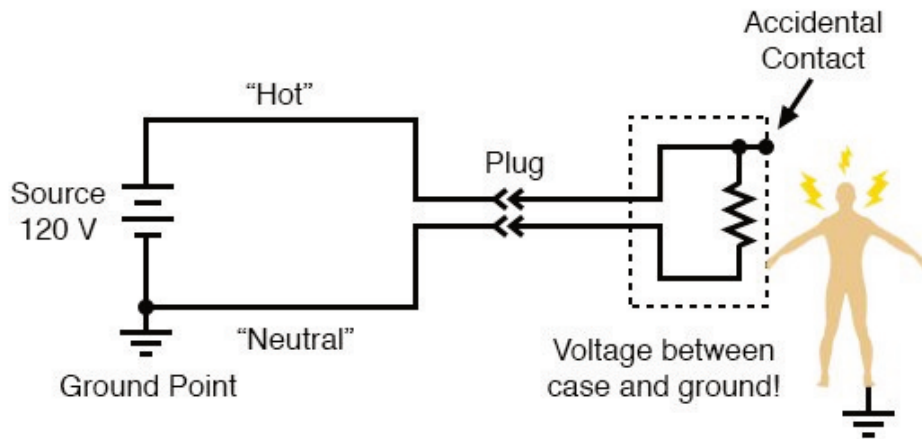 Accidental
Contact
“Hot”
Plug
Source
120 V
“Neutral”
Ground Point
Voltage between
case and ground!